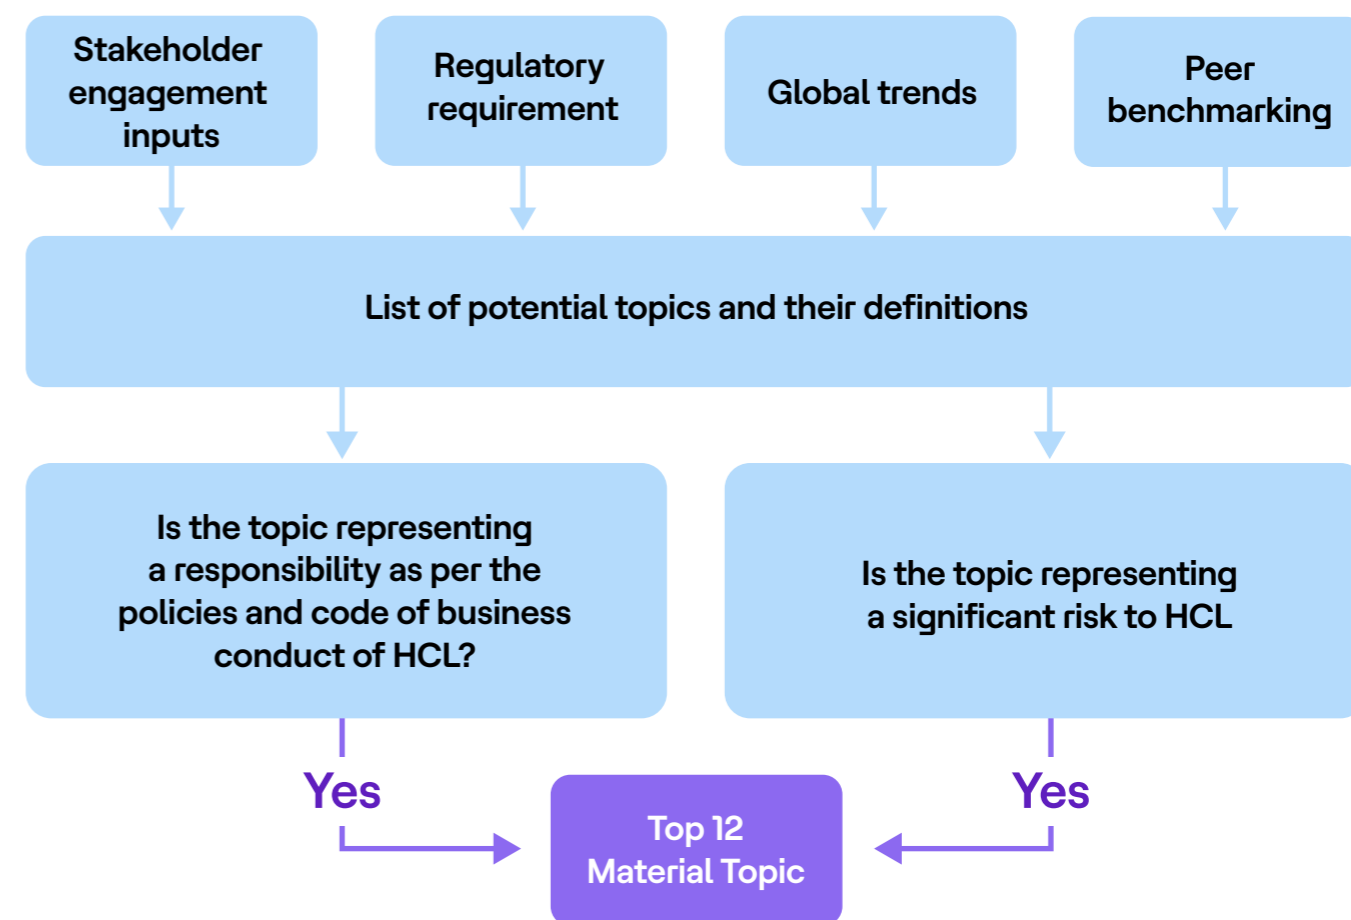 Stakeholder
engagement
inputs
Regulatory
requirement
Global trends
Peer
benchmarking
List of potential topics and their definitions
Is the topic representing
a responsibility as per the
policies and code of business
conduct of HCL?
Is the topic representing
a significant risk to HCL
Yes
Yes
Top 12
Material Topic